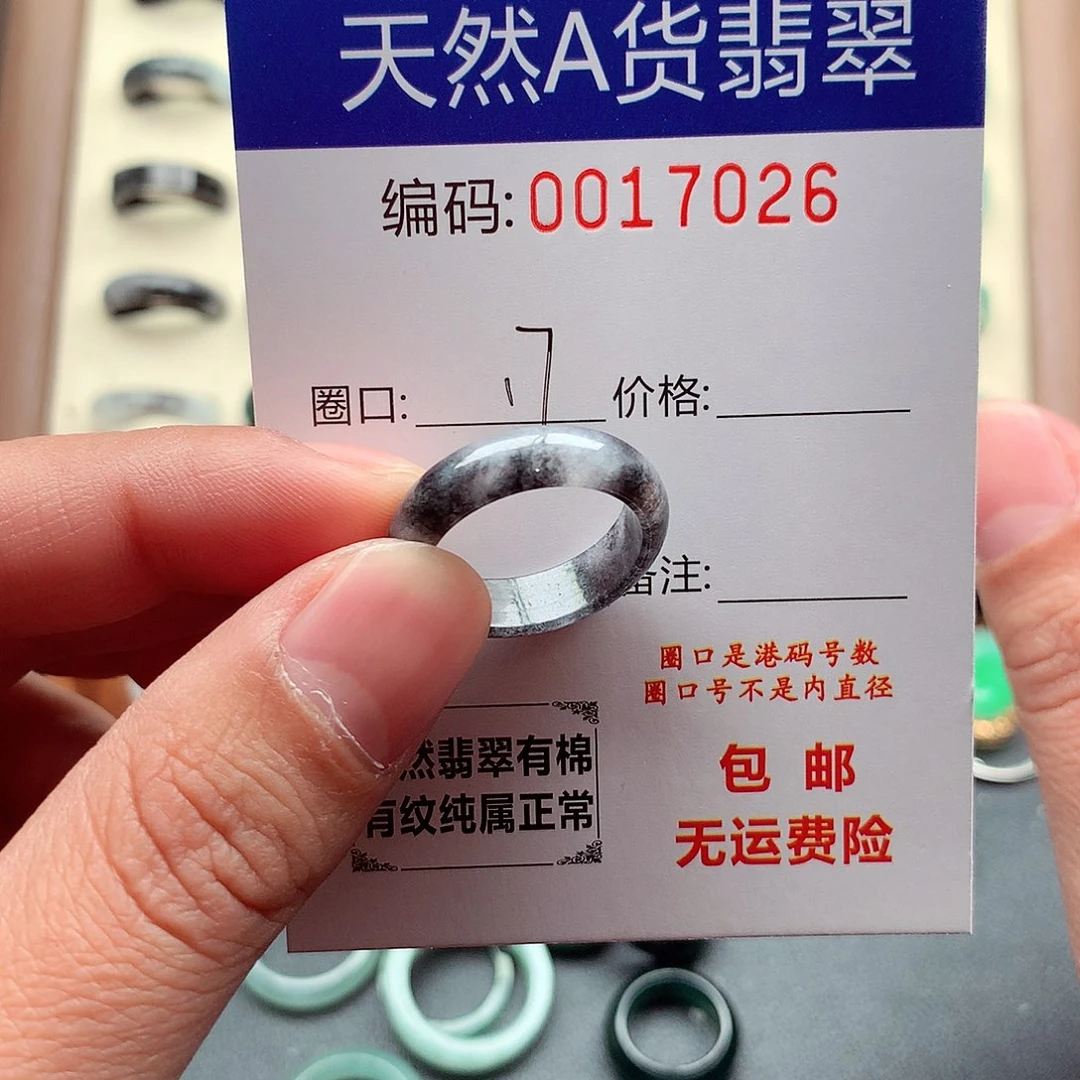 天然A货翡翠
编码:0017026
圈口: 17 价格:
备注:
圈口是港码号数
圈口号不是内直径
然翡翠有棉
有纹纯属正常
包 邮
无运费险